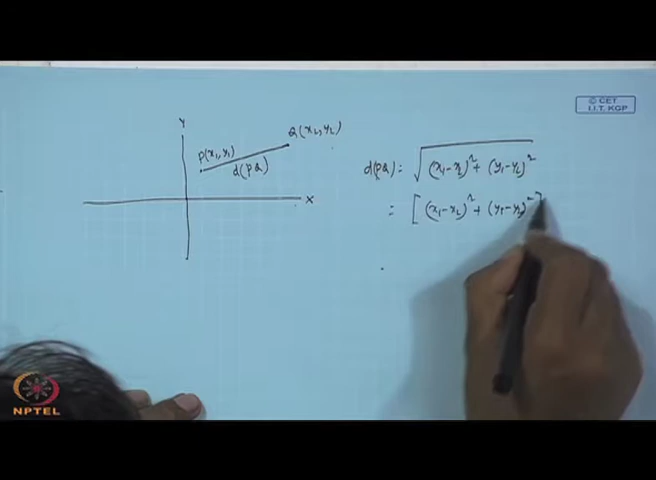 © CET
I.I.T. KGP
Y
P(x₁,y₁)
Q(x₂,y₂)
d(PQ)
X
d(PQ) = √(x₁-x₂)² + (y₁-y₂)²
= [(x₁-x₂)² + (y₁-y₂)²]
NPTEL